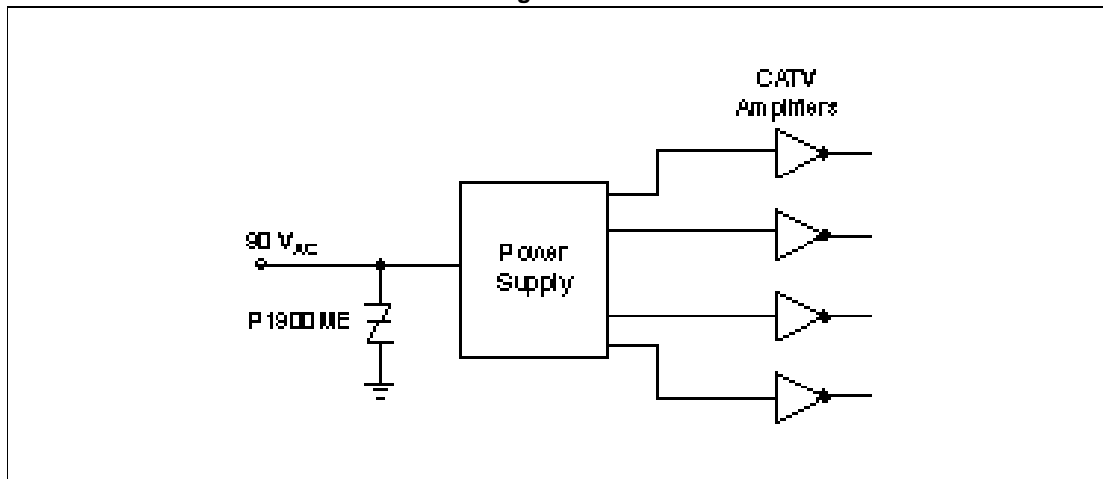 CATV
Amplifiers
90 VAC
Power
Supply
P1900ME